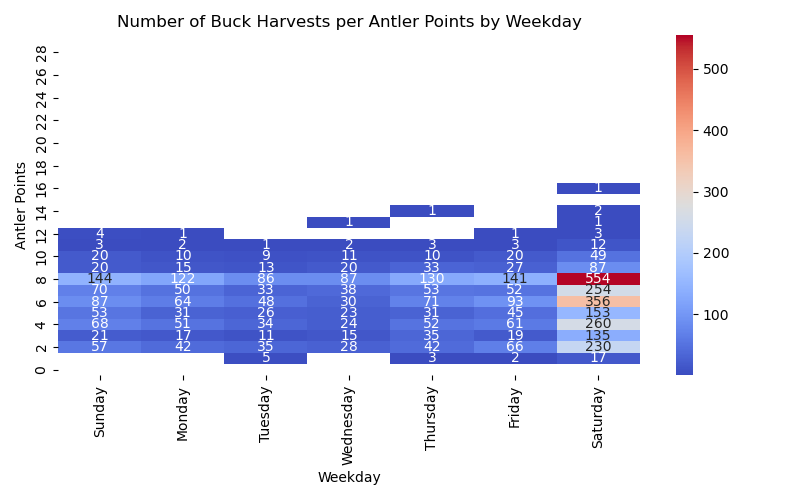 Number of Buck Harvests per Antler Points by Weekday
Antler Points
28
26
24
22
20
18
16 1
14 1 2
1 1
12 4 1 1 3
3 2 1 2 3 3 12
10 20 10 9 11 10 20 49
20 15 13 20 33 27 87
8 144 122 86 87 130 141 554
70 50 33 38 53 52 254
6 87 64 48 30 71 93 356
53 31 26 23 31 45 153
4 68 51 34 24 52 61 260
21 17 11 15 35 19 135
2 57 42 35 28 42 66 230
5 3 2 17
0
Sunday Monday Tuesday Wednesday Thursday Friday Saturday
Weekday
500
400
300
200
100